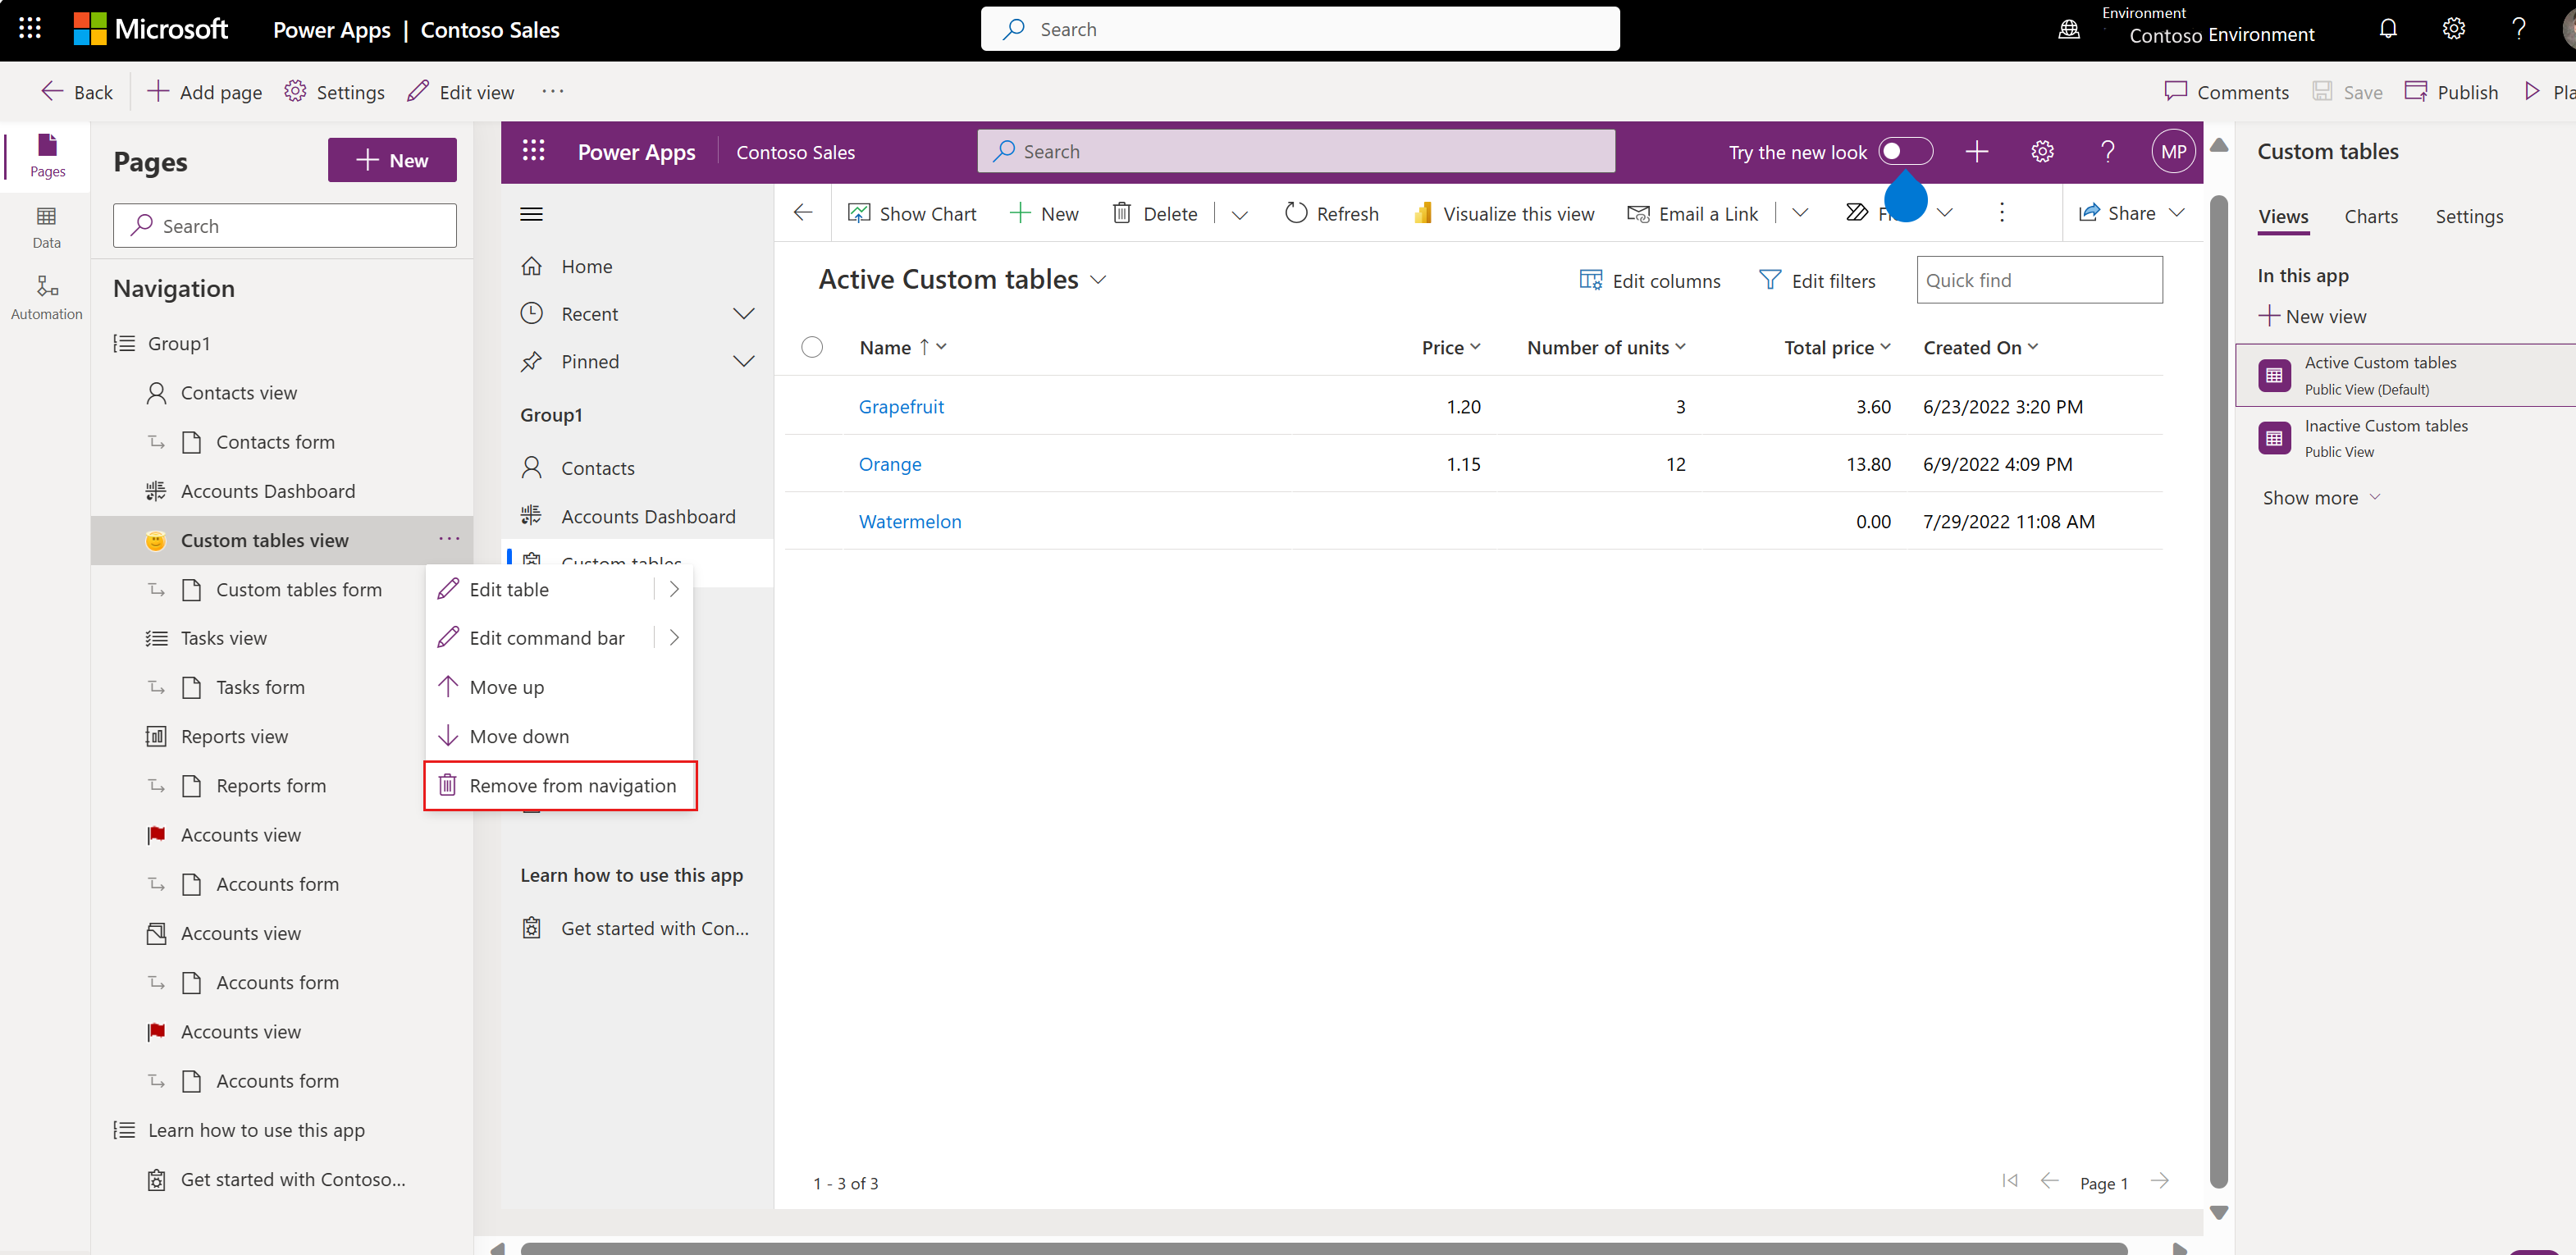 Microsoft Power Apps | Contoso Sales
Search
Environment
Contoso Environment
Back
Add page
Settings
Edit view
Comments
Save
Publish
Pages
Data
Automation
Pages
New
Search
Navigation
Group1
Contacts view
Contacts form
Accounts Dashboard
Custom tables view
Custom tables form
Tasks view
Tasks form
Reports view
Reports form
Accounts view
Accounts form
Accounts view
Accounts form
Accounts view
Accounts form
Learn how to use this app
Get started with Contoso...
Edit table
Edit command bar
Move up
Move down
Remove from navigation
Power Apps
Contoso Sales
Search
Try the new look
MP
Home
Recent
Pinned
Group1
Contacts
Accounts Dashboard
Custom tables
Learn how to use this app
Get started with Con...
Show Chart
New
Delete
Refresh
Visualize this view
Email a Link
Share
Active Custom tables
Edit columns
Edit filters
Quick find
Name Price Number of units Total price Created On
Grapefruit 1.20 3 3.60 6/23/2022 3:20 PM
Orange 1.15 12 13.80 6/9/2022 4:09 PM
Watermelon 0.00 7/29/2022 11:08 AM
1 - 3 of 3
Page 1
Custom tables
Views
Charts
Settings
In this app
New view
Active Custom tables
Public View (Default)
Inactive Custom tables
Public View
Show more